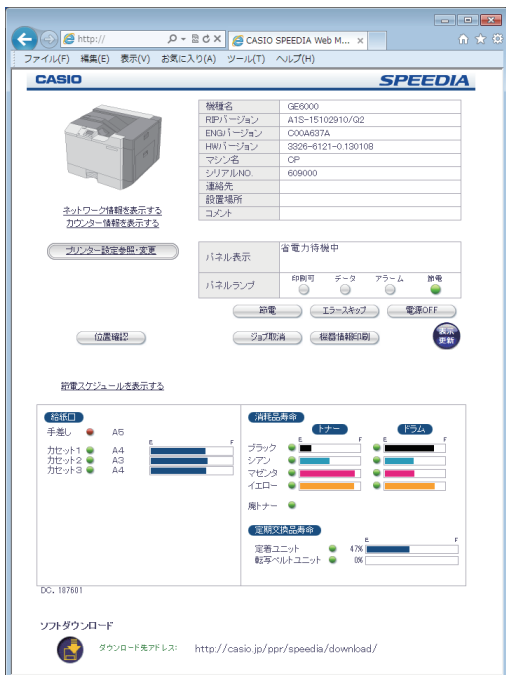 http://
CASIO SPEEDIA Web M... ×
ファイル(F) 編集(E) 表示(V) お気に入り(A) ツール(T) ヘルプ(H)
CASIO SPEEDIA
機種名 GE6000
RIPバージョン A1S-15102910/Q2
ENGバージョン C00A637A
HWバージョン 3326-6121-0.130108
マシン名 CP
シリアルNO. 609000
連絡先
設置場所
コメント
ネットワーク情報を表示する
カウンター情報を表示する
プリンター設定参照・変更
パネル表示 省電力待機中
パネルランプ 印刷可 データ アラーム 節電
節電 エラースキップ 電源OFF
位置確認 ジョブ取消 機器情報印刷 表示更新
節電スケジュールを表示する
給紙口
手差し A5
E F
カセット1 A4
カセット2 A3
カセット3 A4
消耗品寿命
トナー ドラム
E F E F
ブラック
シアン
マゼンタ
イエロー
廃トナー
定期交換品寿命
E F
定着ユニット 47%
転写ベルトユニット 0%
DC. 187601
ソフトダウンロード
ダウンロード先アドレス: http://casio.jp/ppr/speedia/download/